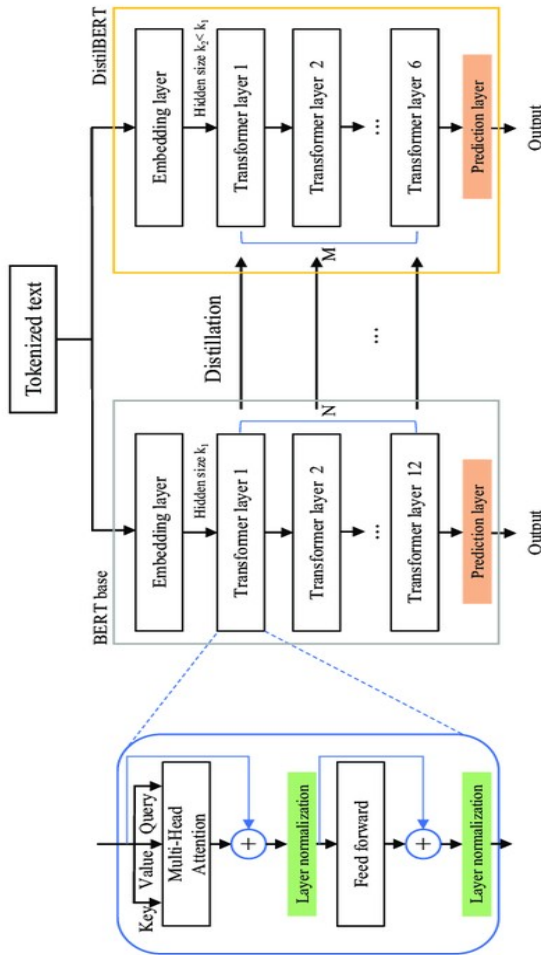 Tokenized text
BERT base
Embedding layer
Hidden size k₁
Transformer layer 1
Transformer layer 2
...
Transformer layer 12
Prediction layer
Output
N
Distillation
...
M
DistilBERT
Embedding layer
Hidden size k₂< k₁
Transformer layer 1
Transformer layer 2
...
Transformer layer 6
Prediction layer
Output
Key
Value
Query
Multi-Head
Attention
+
Layer normalization
Feed forward
+
Layer normalization